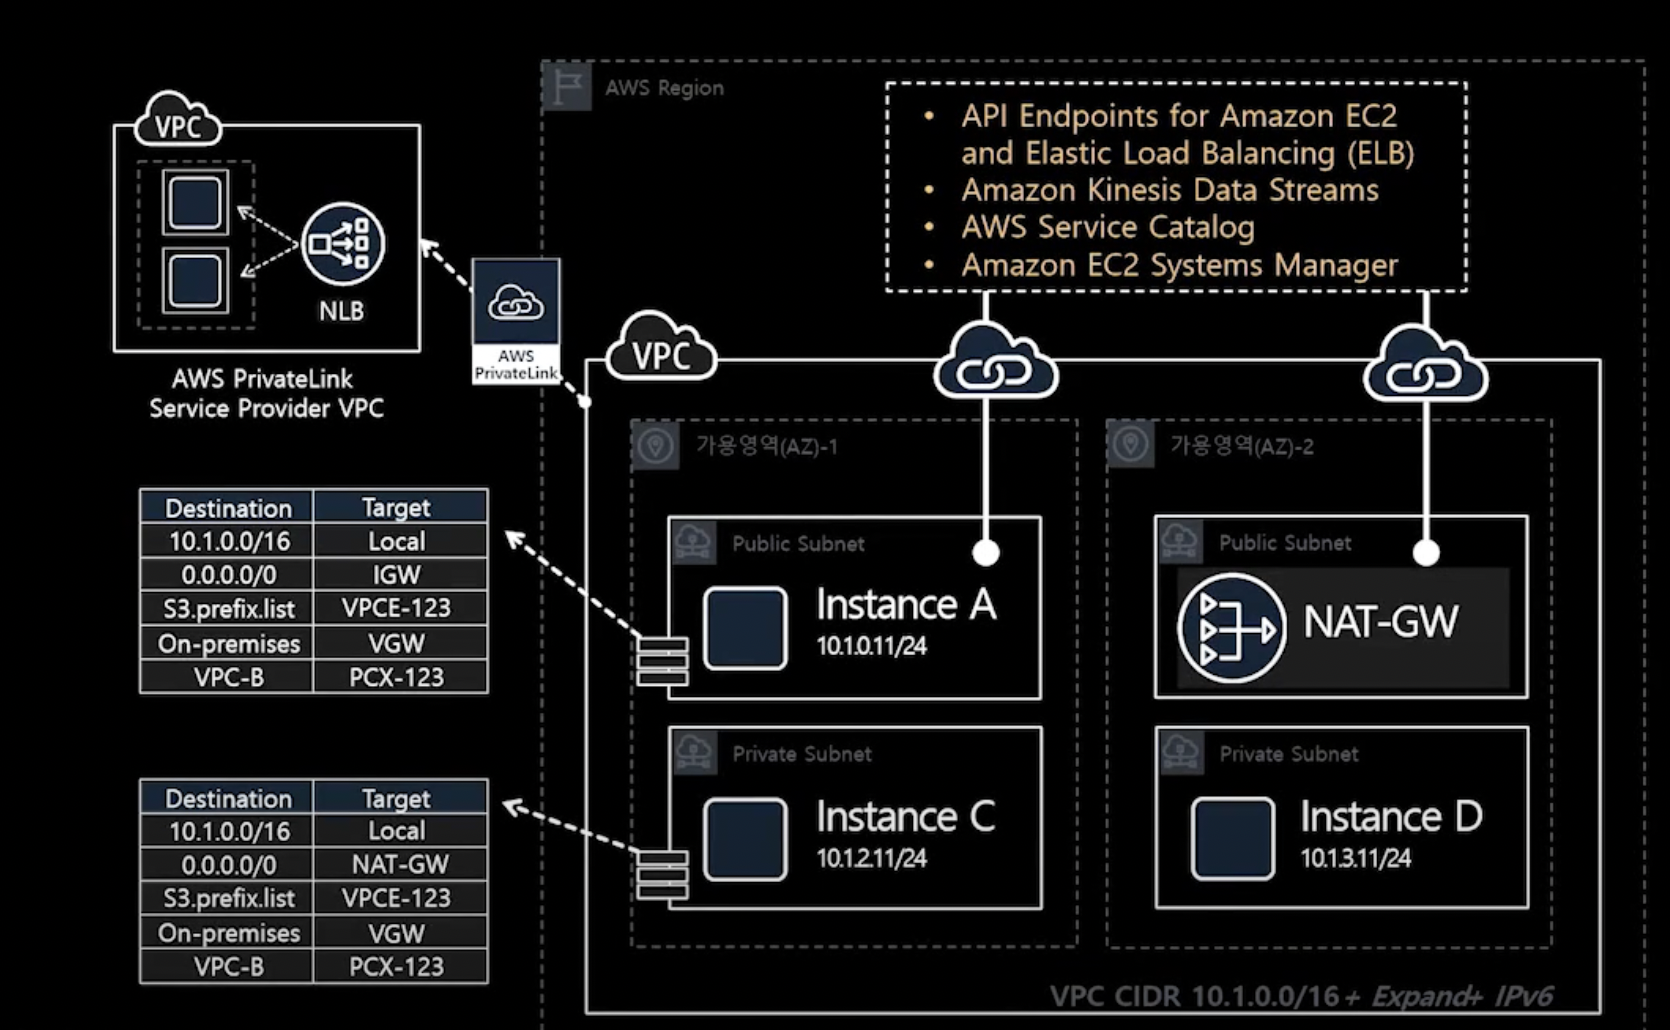 AWS Region
• API Endpoints for Amazon EC2
and Elastic Load Balancing (ELB)
• Amazon Kinesis Data Streams
• AWS Service Catalog
• Amazon EC2 Systems Manager
VPC
NLB
AWS PrivateLink
Service Provider VPC
AWS
PrivateLink
VPC
가용영역(AZ)-1
Public Subnet
Instance A
10.1.0.11/24
Private Subnet
Instance C
10.1.2.11/24
가용영역(AZ)-2
Public Subnet
NAT-GW
Private Subnet
Instance D
10.1.3.11/24
Destination Target
10.1.0.0/16 Local
0.0.0.0/0 IGW
S3.prefix.list VPCE-123
On-premises VGW
VPC-B PCX-123
Destination Target
10.1.0.0/16 Local
0.0.0.0/0 NAT-GW
S3.prefix.list VPCE-123
On-premises VGW
VPC-B PCX-123
VPC CIDR 10.1.0.0/16 + Expand+ IPv6